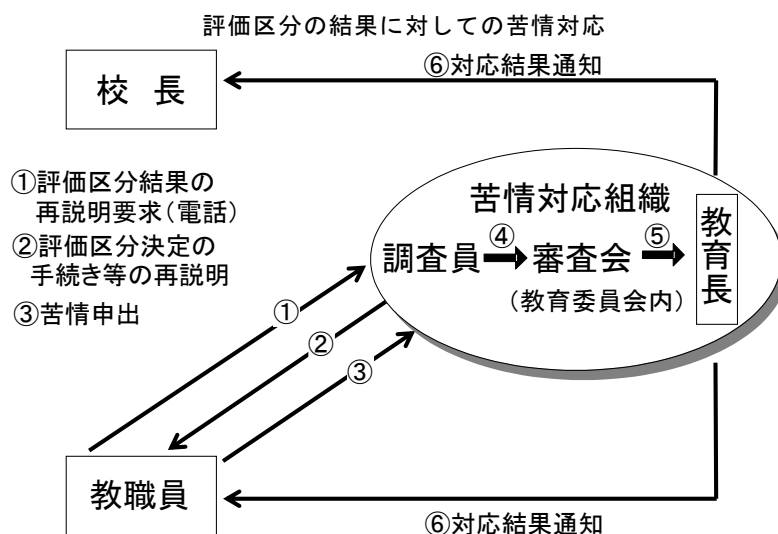 評価区分の結果に対しての苦情対応
⑥対応結果通知
校 長
①評価区分結果の
再説明要求(電話)
②評価区分決定の
手続き等の再説明
③苦情申出
苦情対応組織
調査員 ④ 審査会 ⑤ 教育長
(教育委員会内)
①
②
③
教職員
⑥対応結果通知